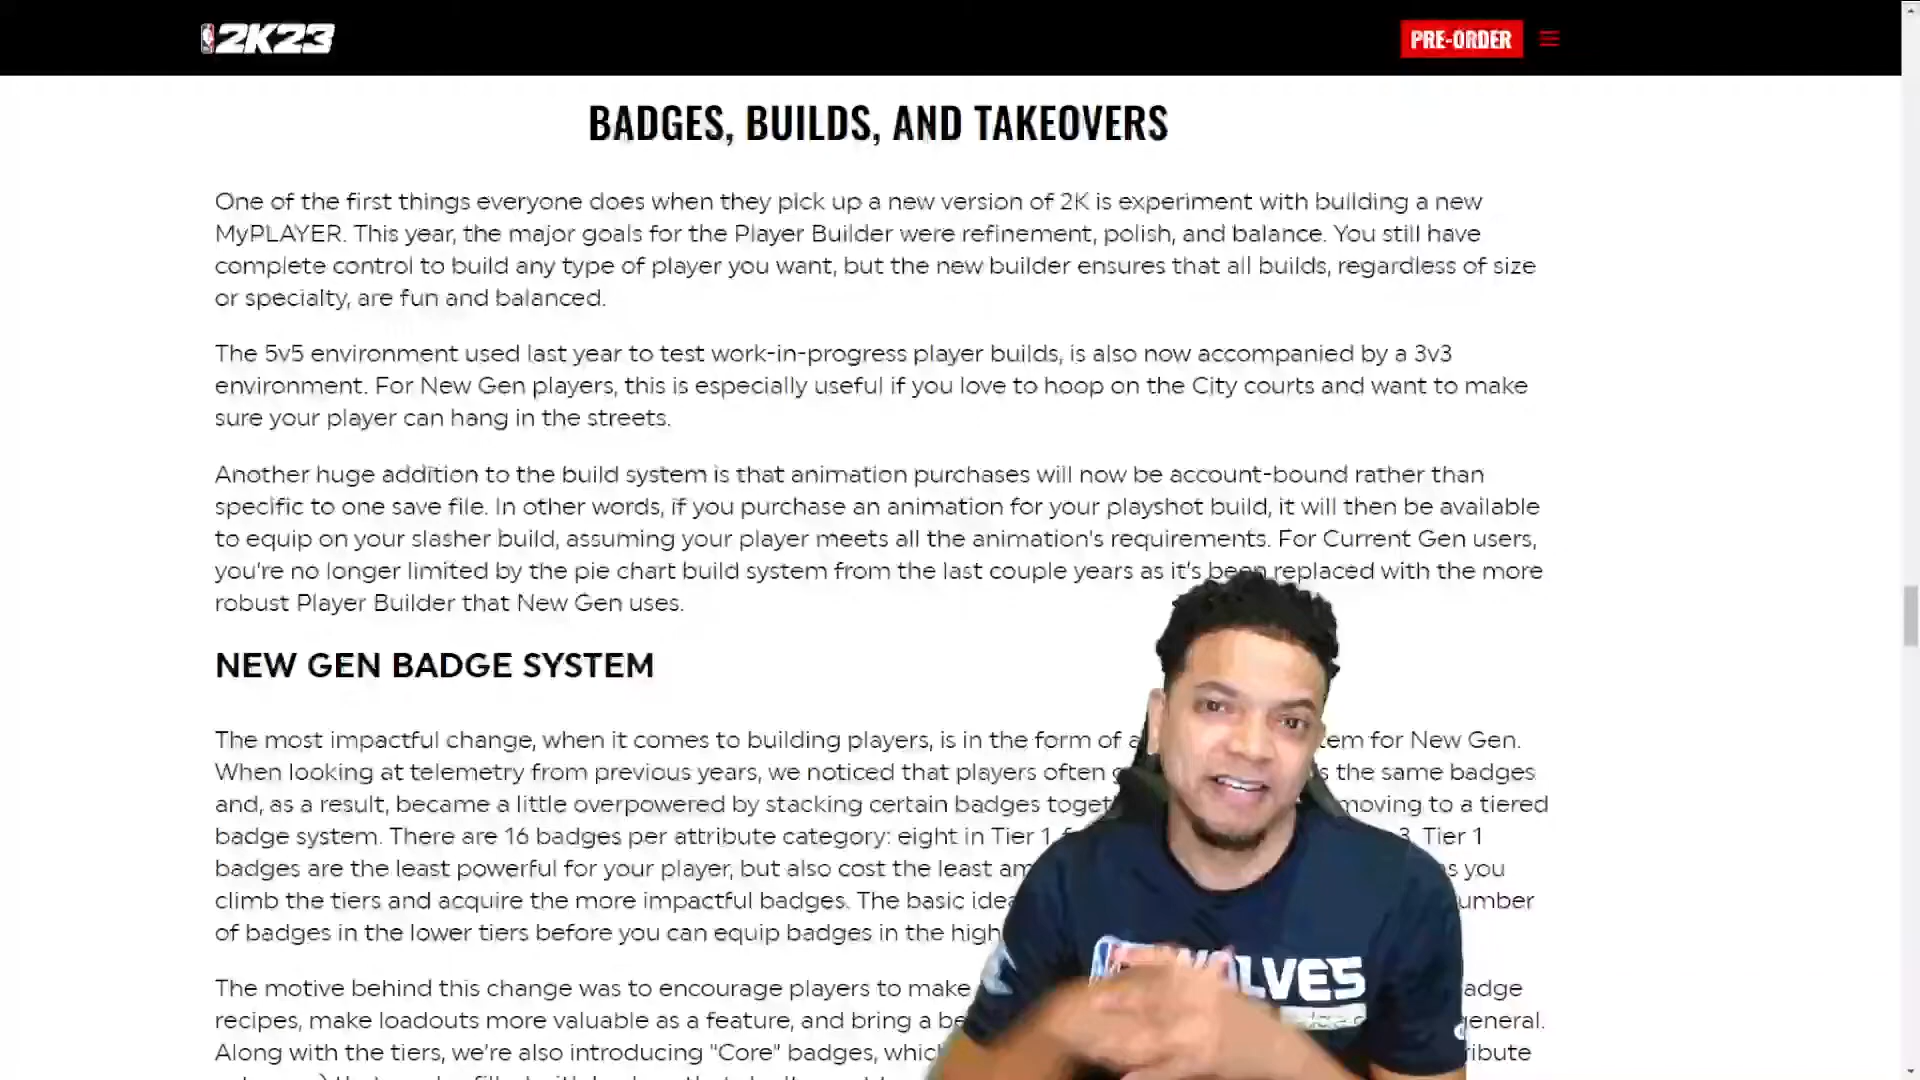 2K23
PRE-ORDER
BADGES, BUILDS, AND TAKEOVERS
One of the first things everyone does when they pick up a new version of 2K is experiment with building a new
MyPLAYER. This year, the major goals for the Player Builder were refinement, polish, and balance. You still have
complete control to build any type of player you want, but the new builder ensures that all builds, regardless of size
or specialty, are fun and balanced.
The 5v5 environment used last year to test work-in-progress player builds, is also now accompanied by a 3v3
environment. For New Gen players, this is especially useful if you love to hoop on the City courts and want to make
sure your player can hang in the streets.
Another huge addition to the build system is that animation purchases will now be account-bound rather than
specific to one save file. In other words, if you purchase an animation for your playshot build, it will then be available
to equip on your slasher build, assuming your player meets all the animation's requirements. For Current Gen users,
you're no longer limited by the pie chart build system from the last couple years as it's been replaced with the more
robust Player Builder that New Gen uses.
NEW GEN BADGE SYSTEM
The most impactful change, when it comes to building players, is in the form of a tem for New Gen.
When looking at telemetry from previous years, we noticed that players often s the same badges
and, as a result, became a little overpowered by stacking certain badges toget moving to a tiered
badge system. There are 16 badges per attribute category: eight in Tier 1, 3. Tier 1
badges are the least powerful for your player, but also cost the least am s you
climb the tiers and acquire the more impactful badges. The basic idea umber
of badges in the lower tiers before you can equip badges in the high
The motive behind this change was to encourage players to make adge
recipes, make loadouts more valuable as a feature, and bring a be general.
Along with the tiers, we're also introducing "Core" badges, whic ribute
WOLVES